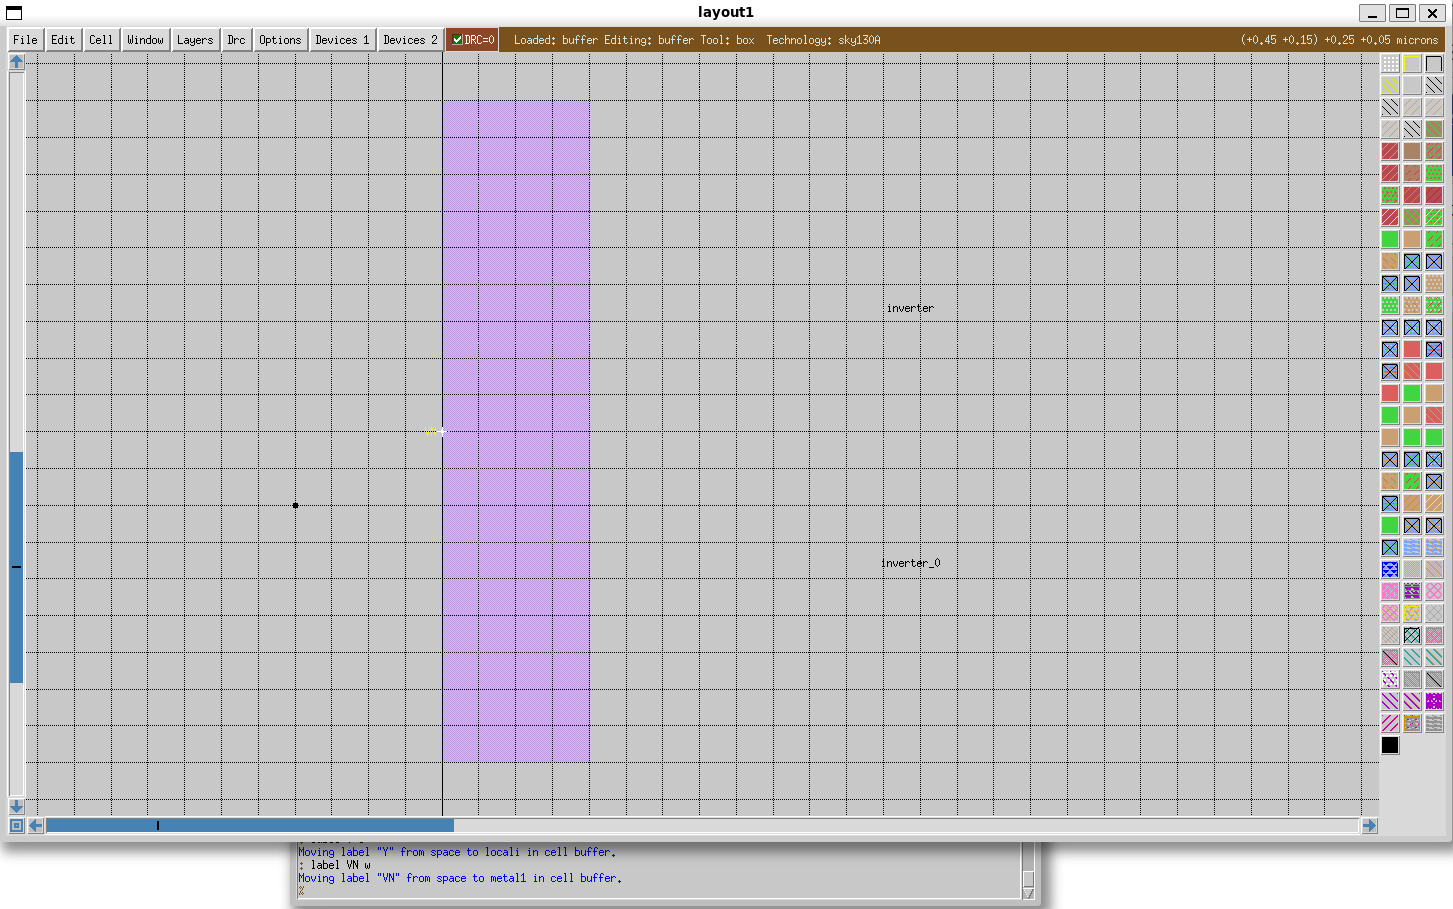 layout1
File Edit Cell Window Layers Drc Options Devices 1 Devices 2 DRC=0 Loaded: buffer Editing: buffer Tool: box Technology: sky130A (+0.45 +0.15) +0.25 +0.05 microns
inverter
inverter_0
Moving label "Y" from space to locali in cell buffer.
: label VN w
Moving label "VN" from space to metal1 in cell buffer.
%